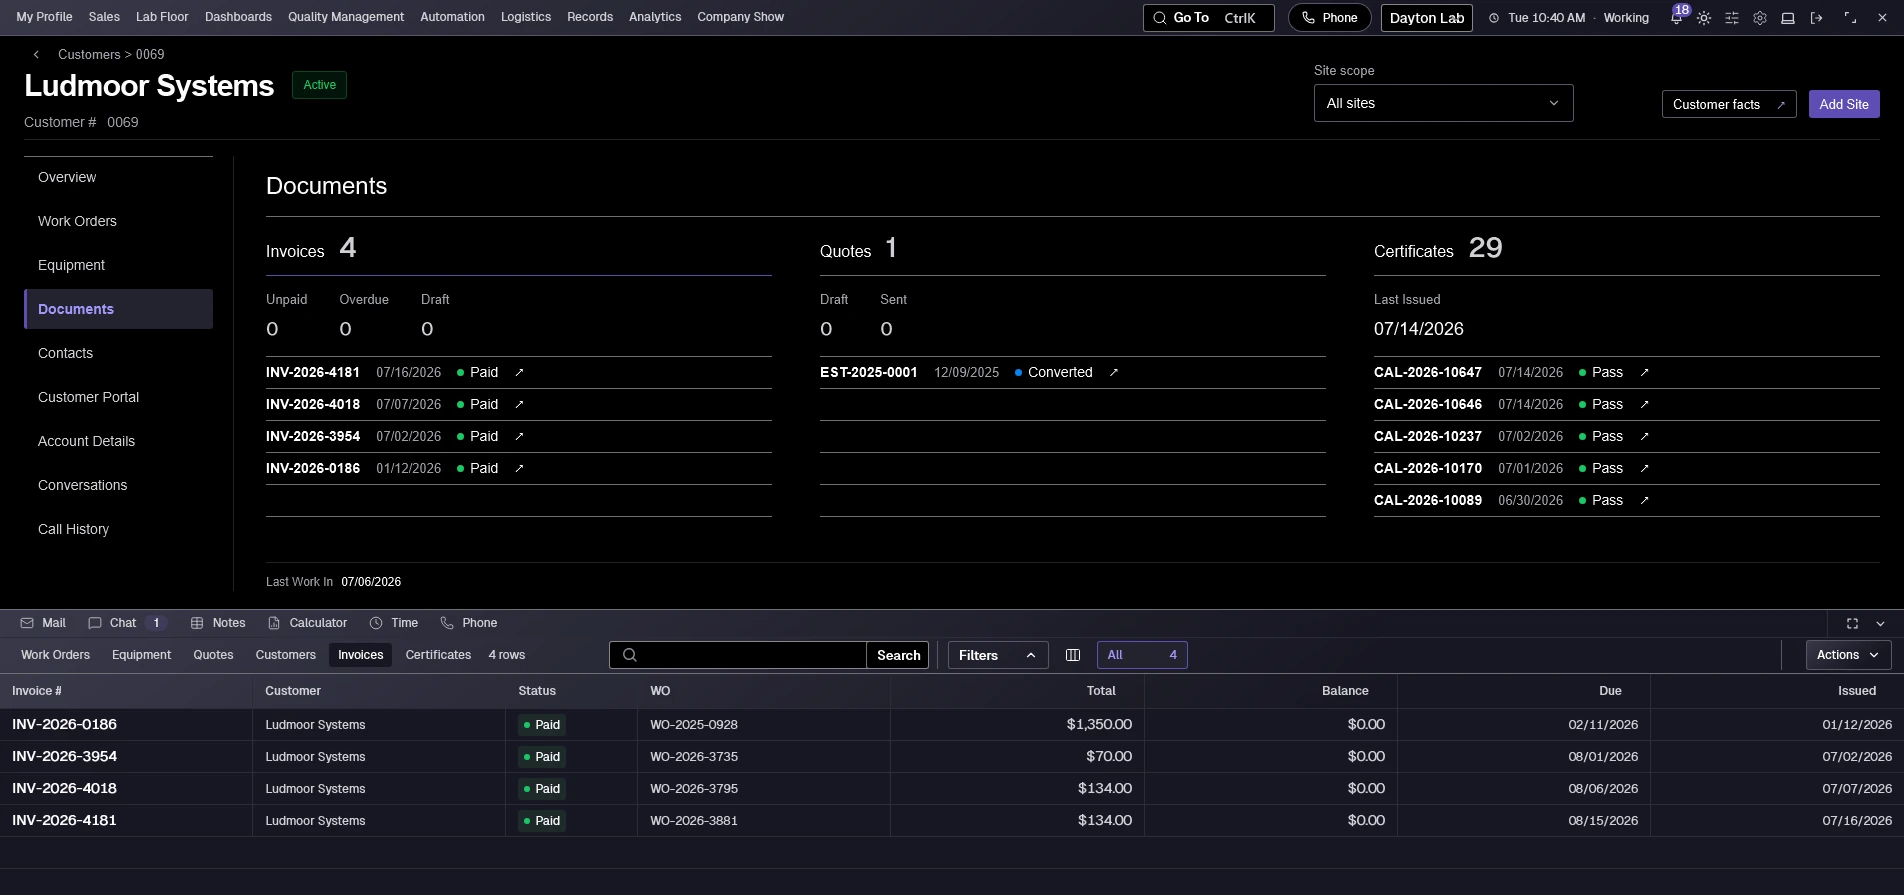 My Profile Sales Lab Floor Dashboards Quality Management Automation Logistics Records Analytics Company Show Go To CtrlK Phone Dayton Lab Tue 10:40 AM · Working 18
Customers > 0069
Ludmoor Systems Active
Customer # 0069
Site scope
All sites
Customer facts Add Site
Overview
Work Orders
Equipment
Documents
Contacts
Customer Portal
Account Details
Conversations
Call History
Documents
Invoices 4
Unpaid Overdue Draft
0 0 0
INV-2026-4181 07/16/2026 Paid
INV-2026-4018 07/07/2026 Paid
INV-2026-3954 07/02/2026 Paid
INV-2026-0186 01/12/2026 Paid
Quotes 1
Draft Sent
0 0
EST-2025-0001 12/09/2025 Converted
Certificates 29
Last Issued
07/14/2026
CAL-2026-10647 07/14/2026 Pass
CAL-2026-10646 07/14/2026 Pass
CAL-2026-10237 07/02/2026 Pass
CAL-2026-10170 07/01/2026 Pass
CAL-2026-10089 06/30/2026 Pass
Last Work In 07/06/2026
Mail Chat 1 Notes Calculator Time Phone
Work Orders Equipment Quotes Customers Invoices Certificates 4 rows Search Filters All 4 Actions
Invoice # Customer Status WO Total Balance Due Issued
INV-2026-0186 Ludmoor Systems Paid WO-2025-0928 $1,350.00 $0.00 02/11/2026 01/12/2026
INV-2026-3954 Ludmoor Systems Paid WO-2026-3735 $70.00 $0.00 08/01/2026 07/02/2026
INV-2026-4018 Ludmoor Systems Paid WO-2026-3795 $134.00 $0.00 08/06/2026 07/07/2026
INV-2026-4181 Ludmoor Systems Paid WO-2026-3881 $134.00 $0.00 08/15/2026 07/16/2026